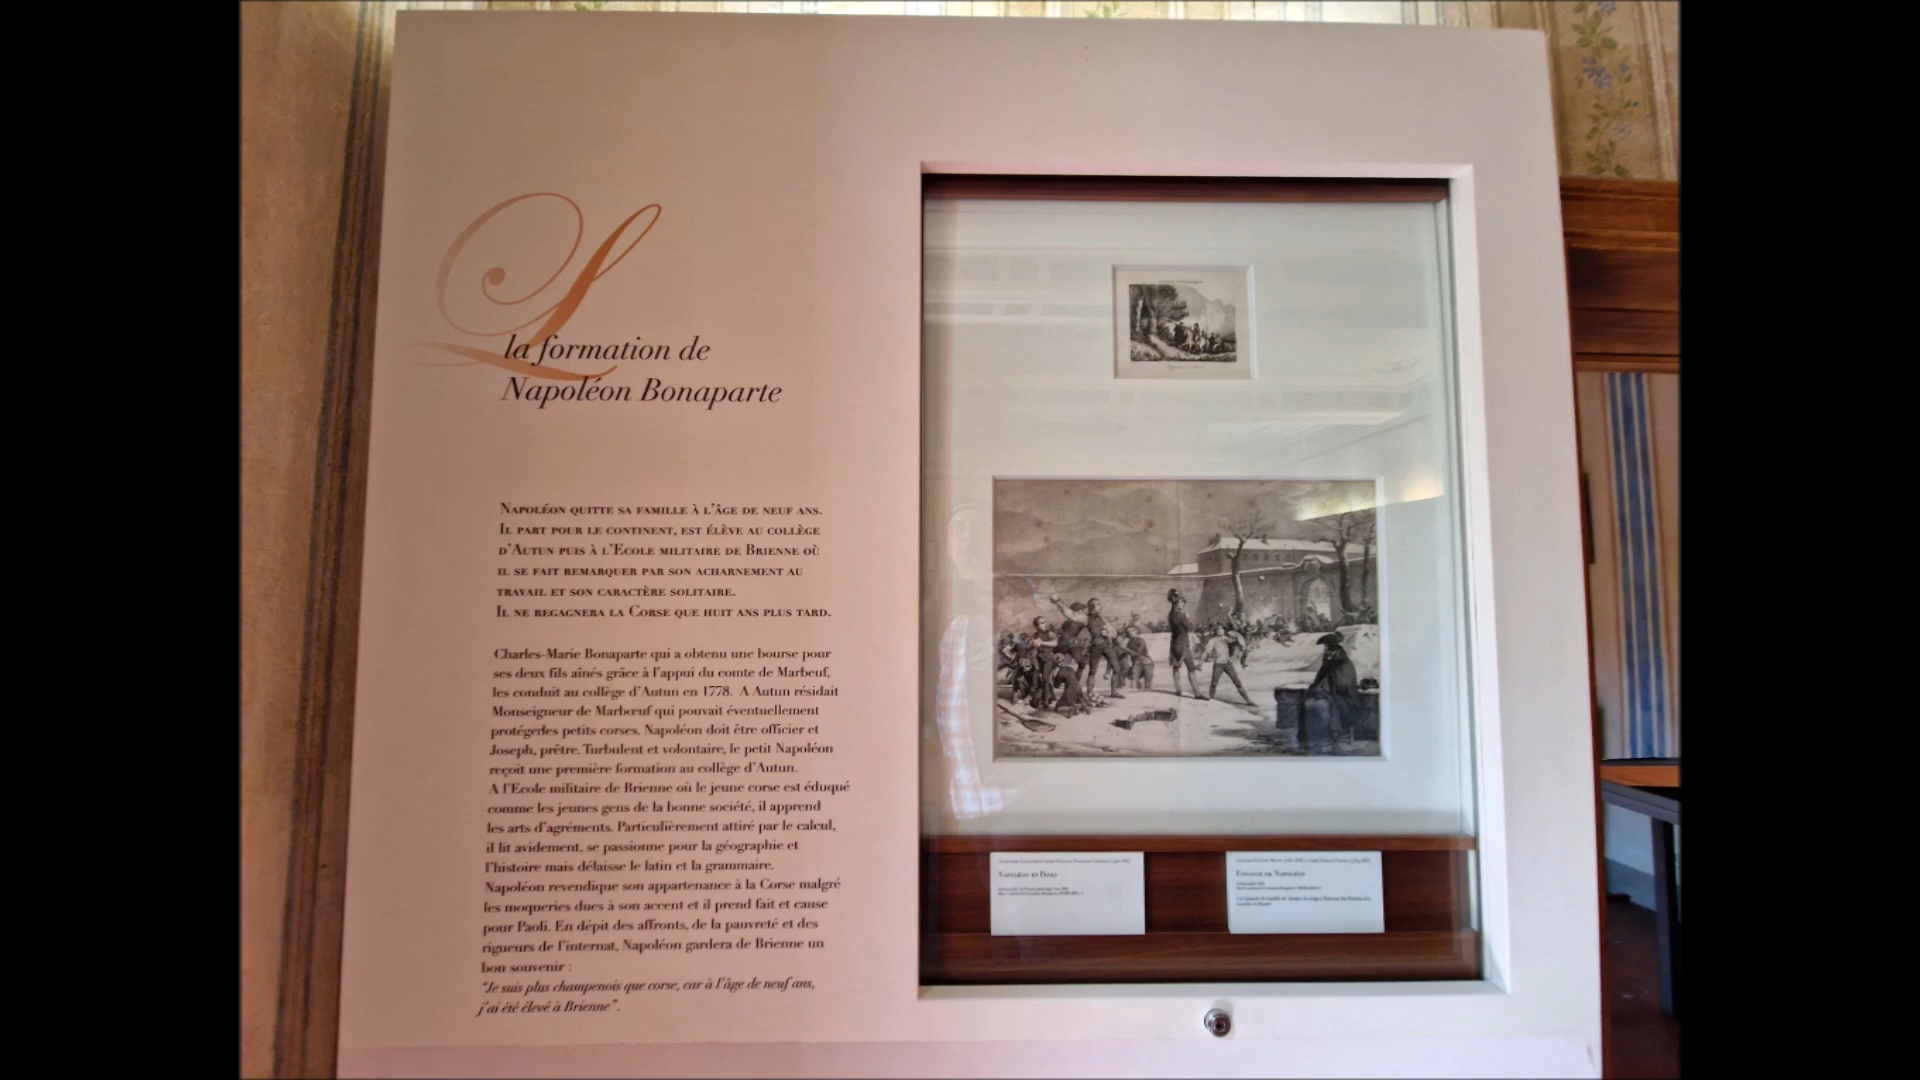 L
la formation de
Napoléon Bonaparte
Napoléon quitte sa famille à l'âge de neuf ans.
Il part pour le continent, est élève au collège
d'Autun puis à l'Ecole militaire de Brienne où
il se fait remarquer par son acharnement au
travail et son caractère solitaire.
Il ne regagnera la Corse que huit ans plus tard.
Charles-Marie Bonaparte qui a obtenu une bourse pour
ses deux fils aînés grâce à l'appui du comte de Marbeuf,
les conduit au collège d'Autun en 1778. A Autun résidait
Monseigneur de Marbœuf qui pouvait éventuellement
protéger les petits corses. Napoléon doit être officier et
Joseph, prêtre. Turbulent et volontaire, le petit Napoléon
reçoit une première formation au collège d'Autun.
A l'Ecole militaire de Brienne où le jeune corse est éduqué
comme les jeunes gens de la bonne société, il apprend
les arts d'agréments. Particulièrement attiré par le calcul,
il lit avidement, se passionne pour la géographie et
l'histoire mais délaisse le latin et la grammaire.
Napoléon revendique son appartenance à la Corse malgré
les moqueries dues à son accent et il prend fait et cause
pour Paoli. En dépit des affronts, de la pauvreté et des
rigueurs de l'internat, Napoléon gardera de Brienne un
bon souvenir :
"Je suis plus champenois que corse, car à l'âge de neuf ans,
j'ai été élevé à Brienne".
Napoléon et Paoli
Enfance de Napoléon